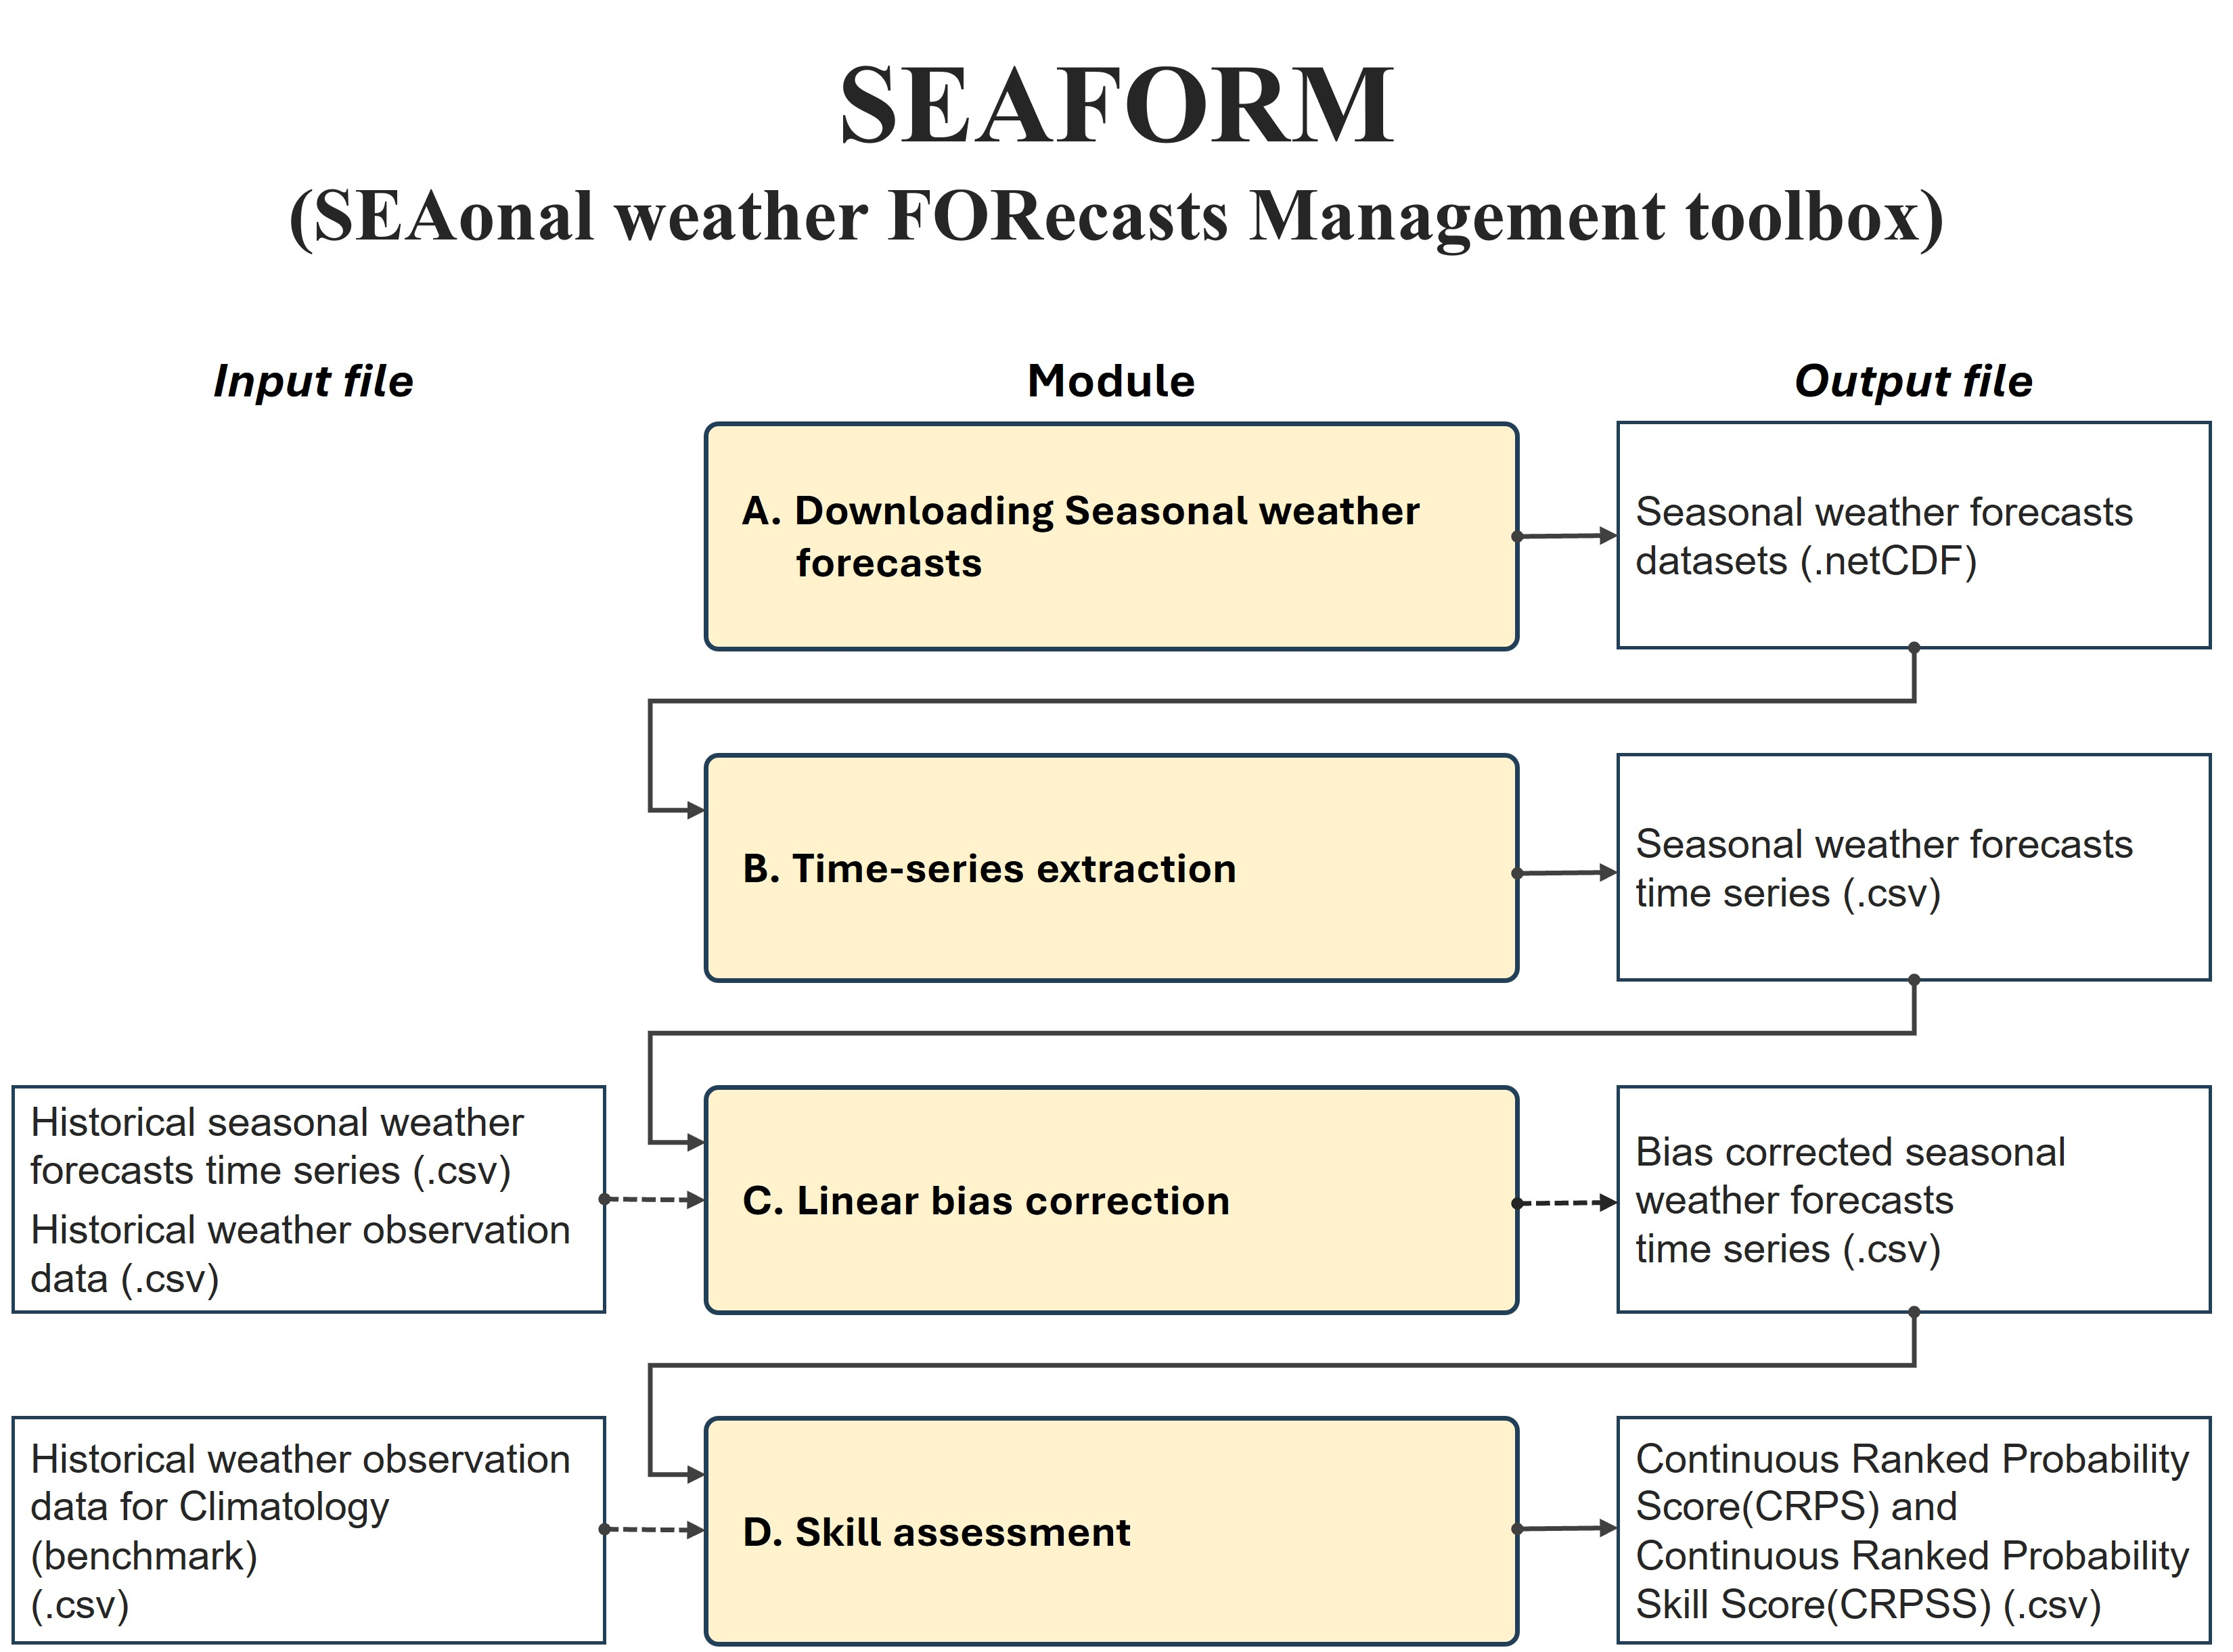 SEAFORM
(SEAonal weather FORecasts Management toolbox)
Input file
Module
Output file
A. Downloading Seasonal weather
forecasts
Seasonal weather forecasts
datasets (.netCDF)
B. Time-series extraction
Seasonal weather forecasts
time series (.csv)
Historical seasonal weather
forecasts time series (.csv)
Historical weather observation
data (.csv)
C. Linear bias correction
Bias corrected seasonal
weather forecasts
time series (.csv)
Historical weather observation
data for Climatology
(benchmark)
(.csv)
D. Skill assessment
Continuous Ranked Probability
Score(CRPS) and
Continuous Ranked Probability
Skill Score(CRPSS) (.csv)